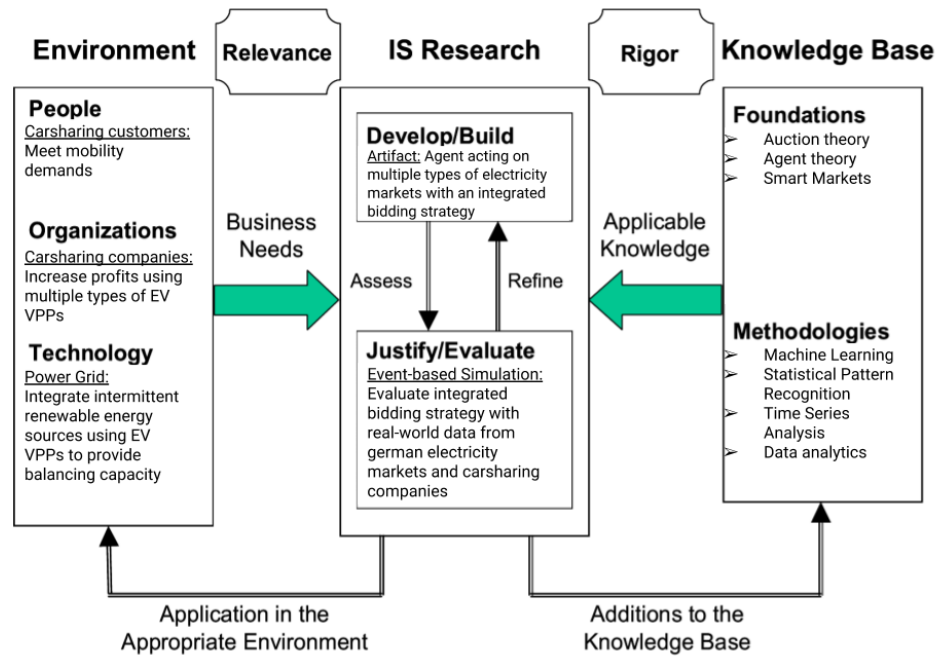 Environment
Relevance
IS Research
Rigor
Knowledge Base
People
Carsharing customers:
Meet mobility
demands
Organizations
Carsharing companies:
Increase profits using
multiple types of EV
VPPs
Technology
Power Grid:
Integrate intermittent
renewable energy
sources using EV
VPPs to provide
balancing capacity
Business
Needs
Develop/Build
Artifact: Agent acting on
multiple types of electricity
markets with an integrated
bidding strategy
Assess
Refine
Justify/Evaluate
Event-based Simulation:
Evaluate integrated
bidding strategy with
real-world data from
german electricity
markets and carsharing
companies
Applicable
Knowledge
Foundations
➢ Auction theory
➢ Agent theory
➢ Smart Markets
Methodologies
➢ Machine Learning
➢ Statistical Pattern
Recognition
➢ Time Series
Analysis
➢ Data analytics
Application in the
Appropriate Environment
Additions to the
Knowledge Base